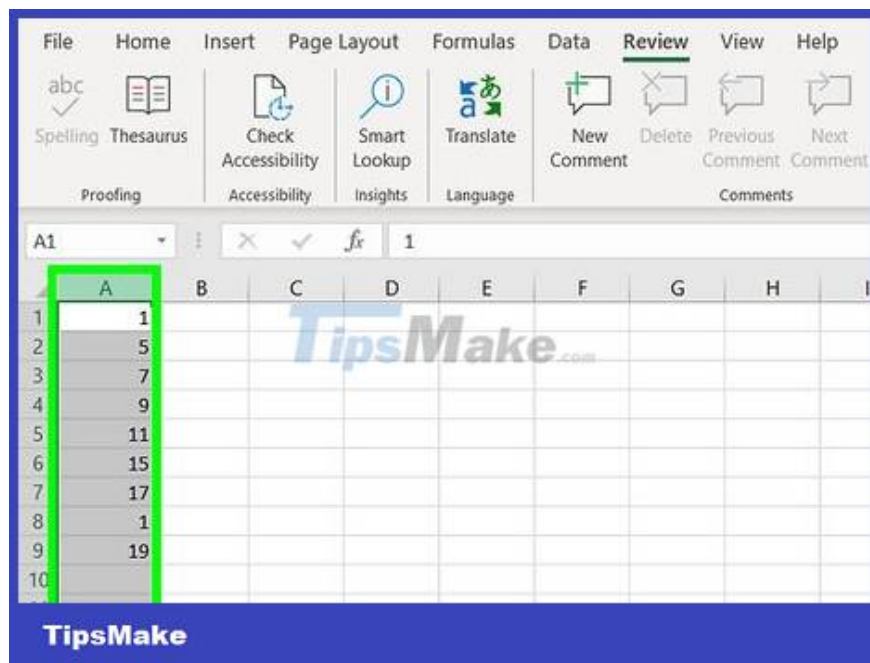 File Home Insert Page Layout Formulas Data Review View Help
abc
Spelling Thesaurus Check Accessibility Smart Lookup Translate New Comment Delete Previous Comment Next Comment
Proofing Accessibility Insights Language Comments
A1 fx 1
A B C D E F G H I
1 1
2 5
3 7
4 9
5 11
6 15
7 17
8 1
9 19
10
TipsMake.com
TipsMake